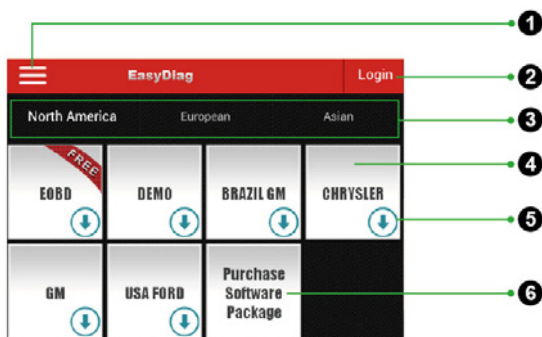 1
EasyDiag
Login
2
North America
European
Asian
3
FREE
4
EOBD
DEMO
BRAZIL GM
CHRYSLER
5
GM
USA FORD
Purchase
Software
Package
6